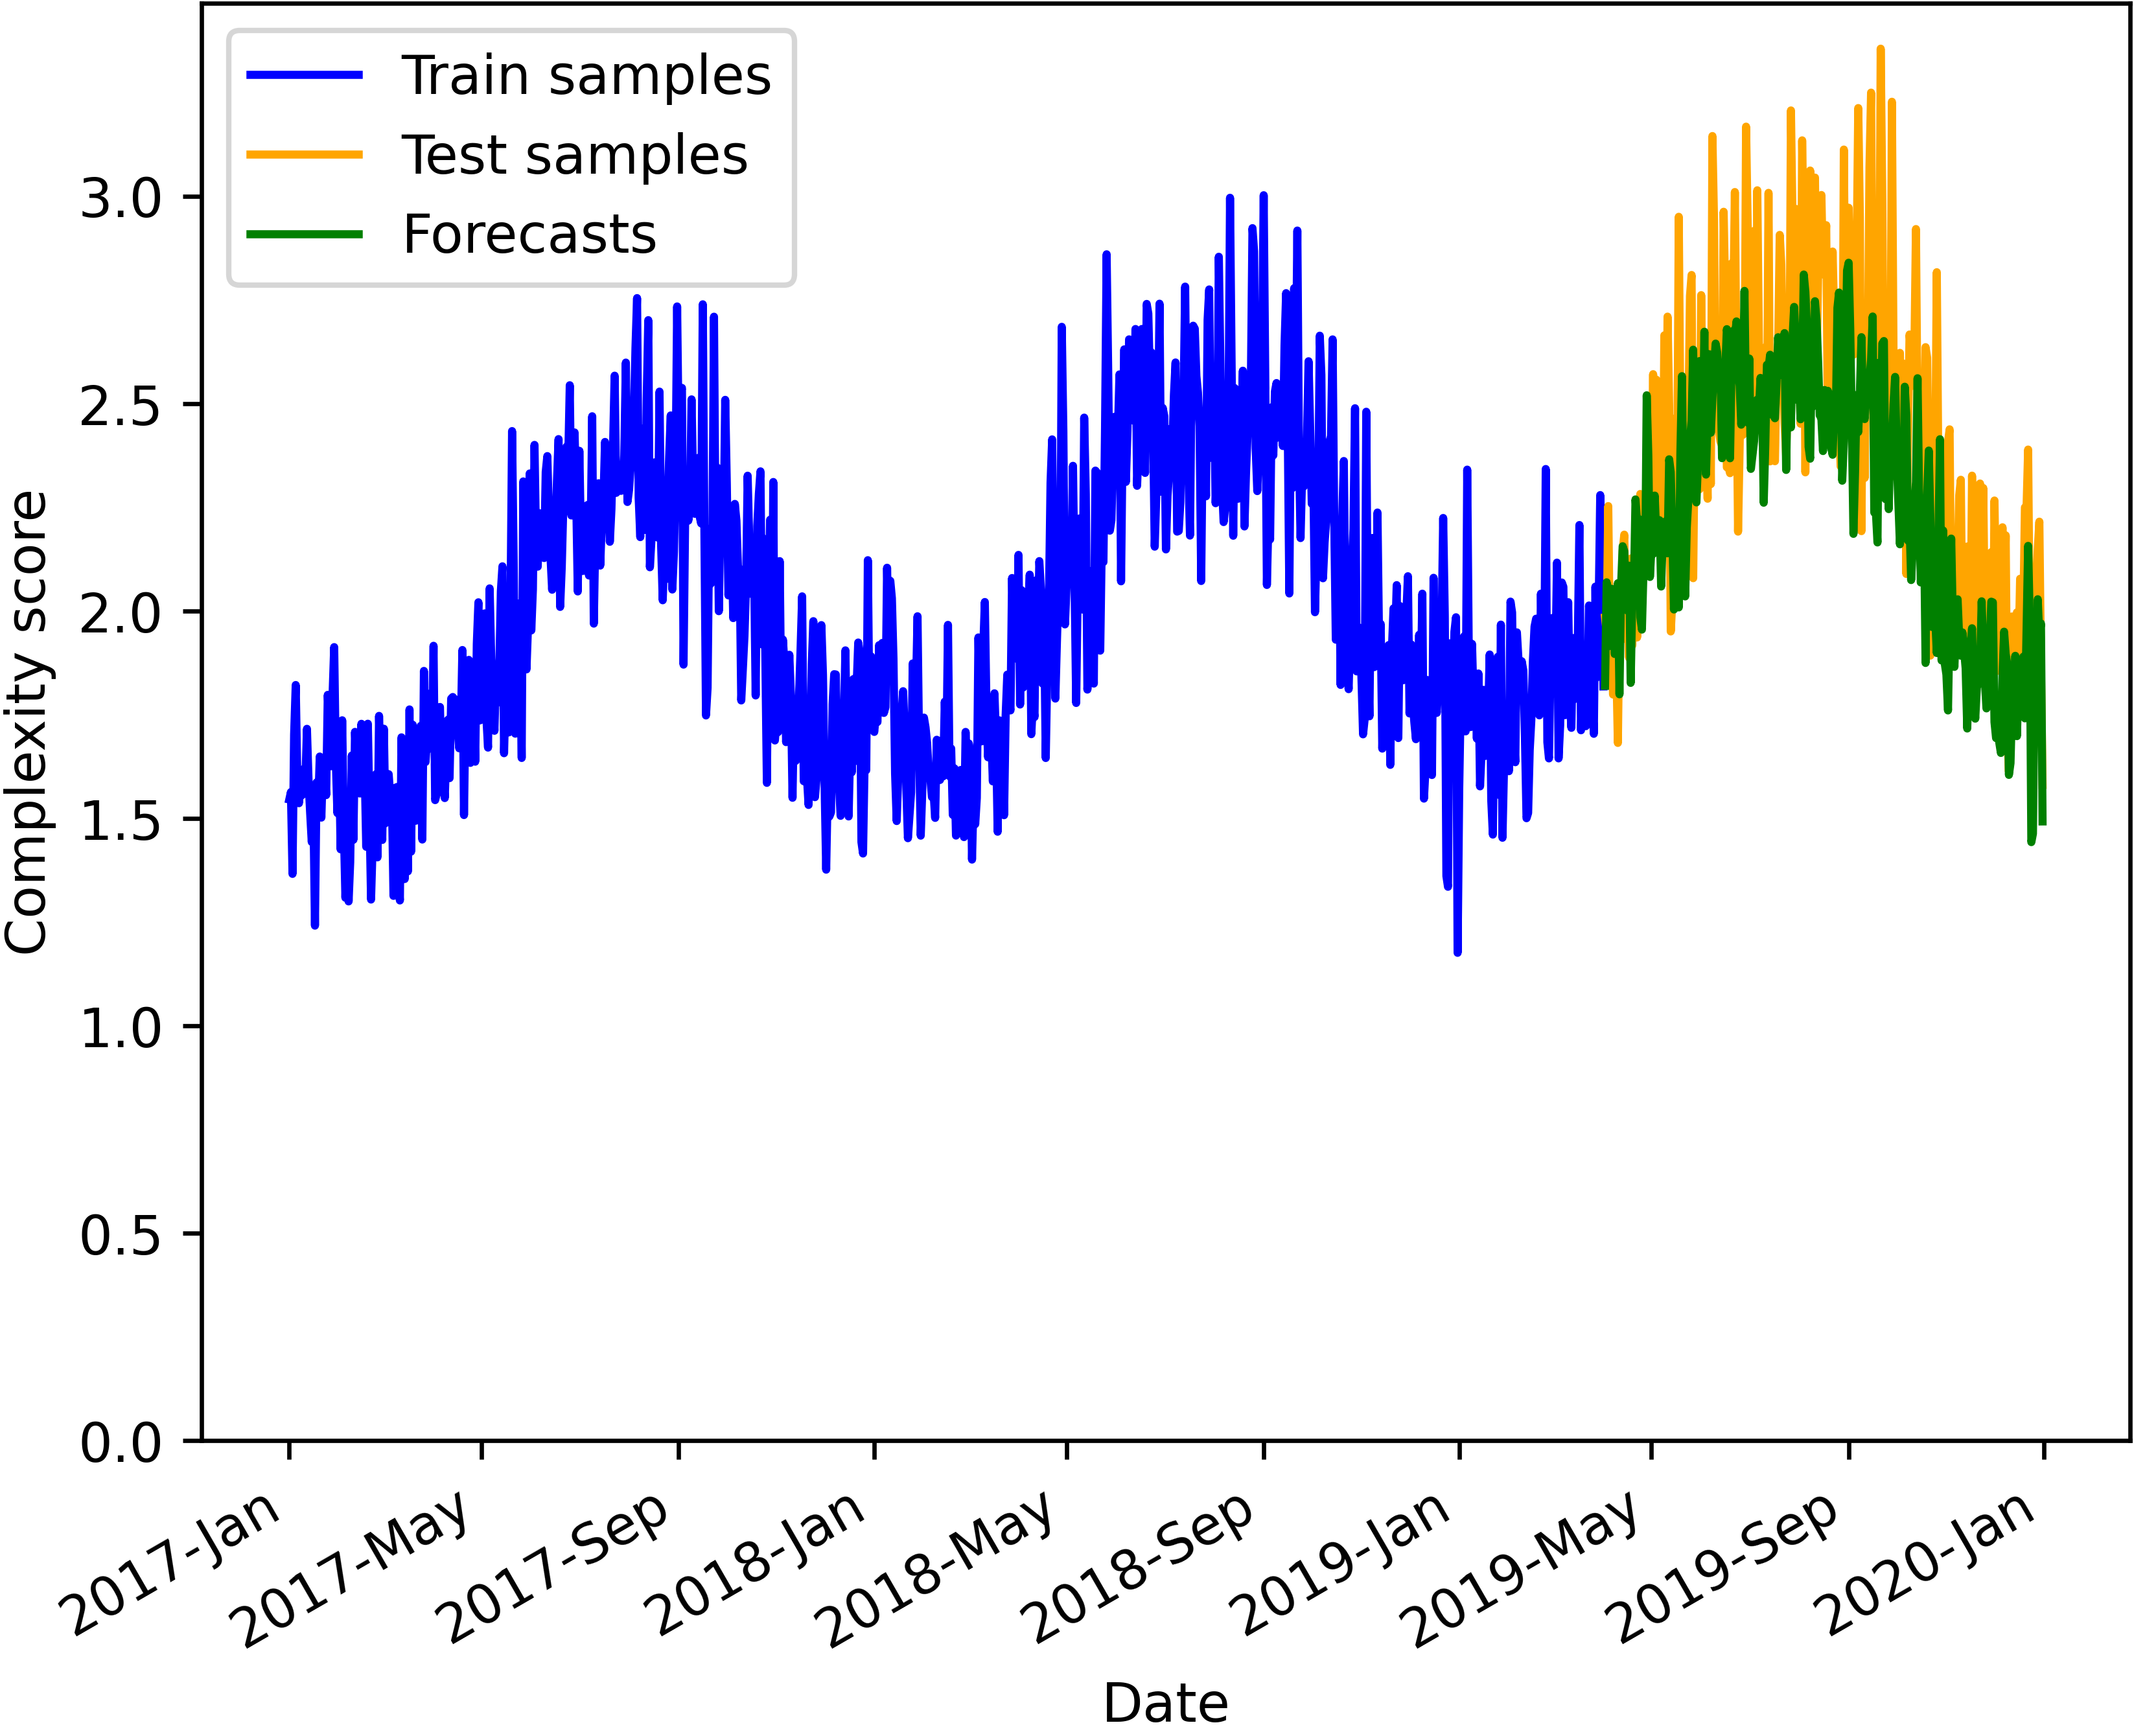 Train samples
Test samples
Forecasts
3.0
2.5
2.0
1.5
1.0
0.5
0.0
Complexity score
2017-Jan
2017-May
2017-Sep
2018-Jan
2018-May
2018-Sep
2019-Jan
2019-May
2019-Sep
2020-Jan
Date